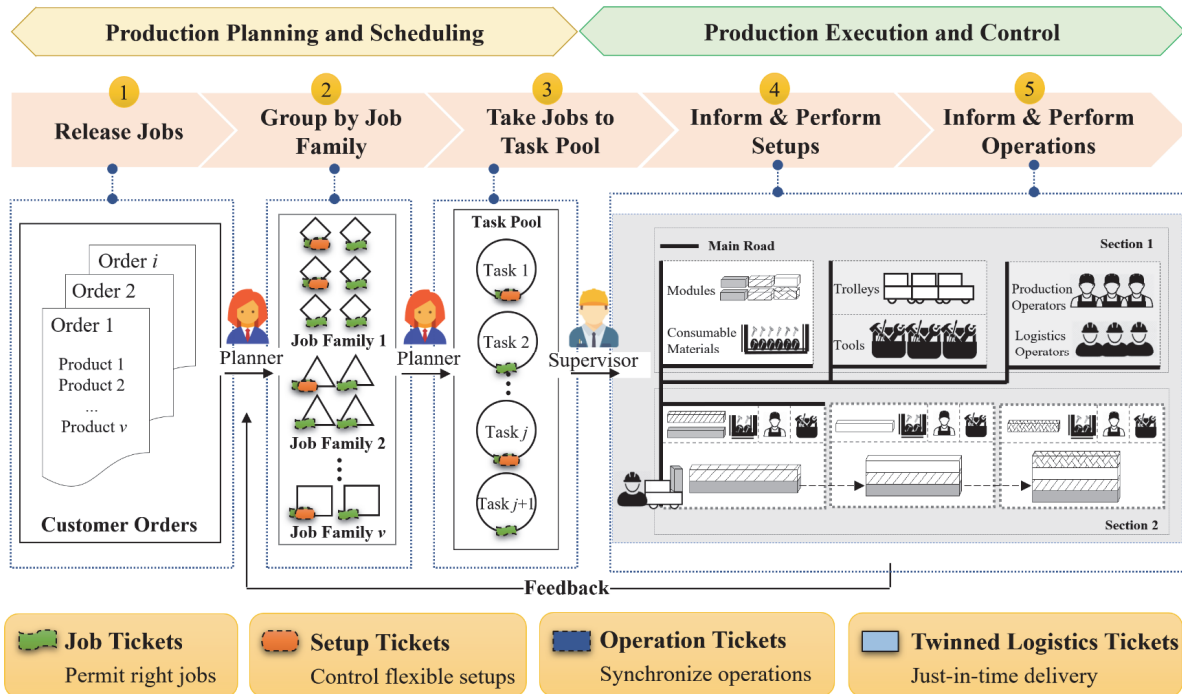 Production Planning and Scheduling
Production Execution and Control
1
2
3
4
5
Release Jobs
Group by Job
Family
Take Jobs to
Task Pool
Inform & Perform
Setups
Inform & Perform
Operations
Order i
Order 2
Order 1
Product 1
Product 2
...
Product v
Customer Orders
Planner
Job Family 1
Job Family 2
Job Family v
Planner
Task Pool
Task 1
Task 2
Task j
Task j+1
Supervisor
Main Road
Section 1
Modules
Consumable
Materials
Trolleys
Tools
Production
Operators
Logistics
Operators
Section 2
Feedback
Job Tickets
Permit right jobs
Setup Tickets
Control flexible setups
Operation Tickets
Synchronize operations
Twinned Logistics Tickets
Just-in-time delivery